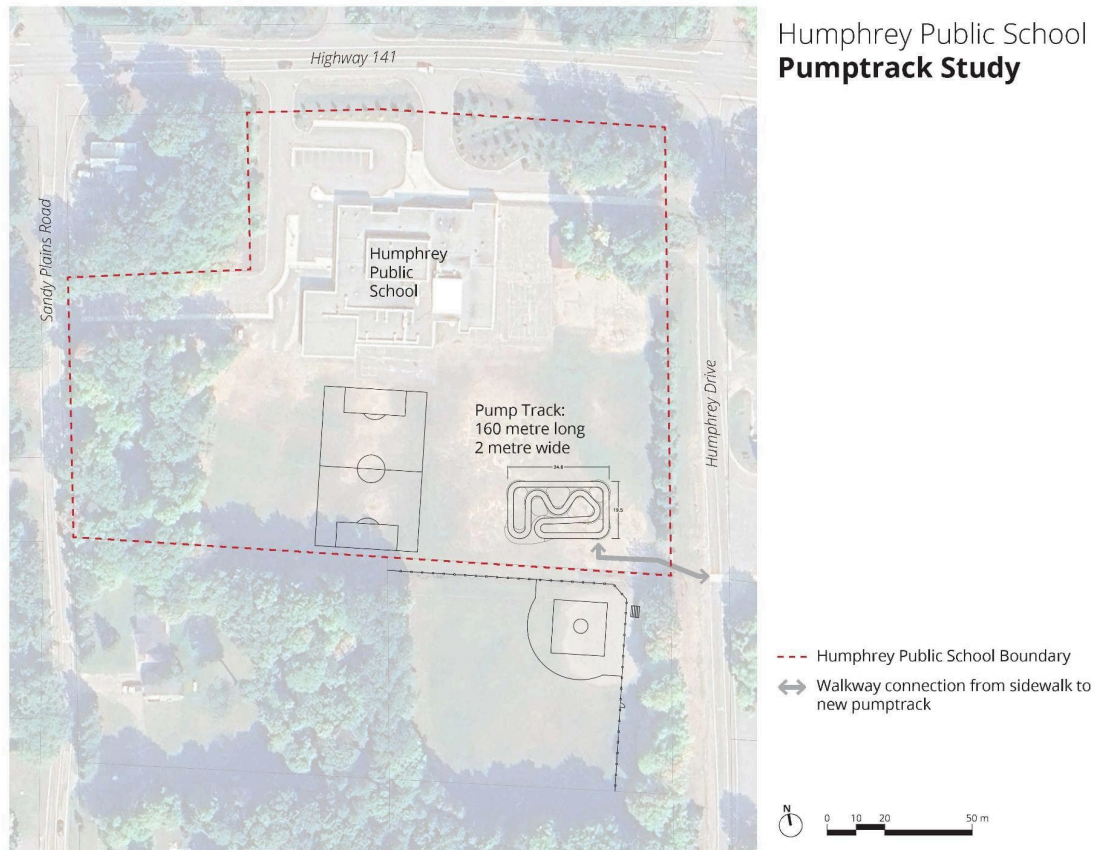 Humphrey Public School
Pumptrack Study
Highway 141
Sandy Plains Road
Humphrey
Public
School
Humphrey Drive
Pump Track:
160 metre long
2 metre wide
34.8
19.5
Humphrey Public School Boundary
Walkway connection from sidewalk to
new pumptrack
N
0 10 20 50 m